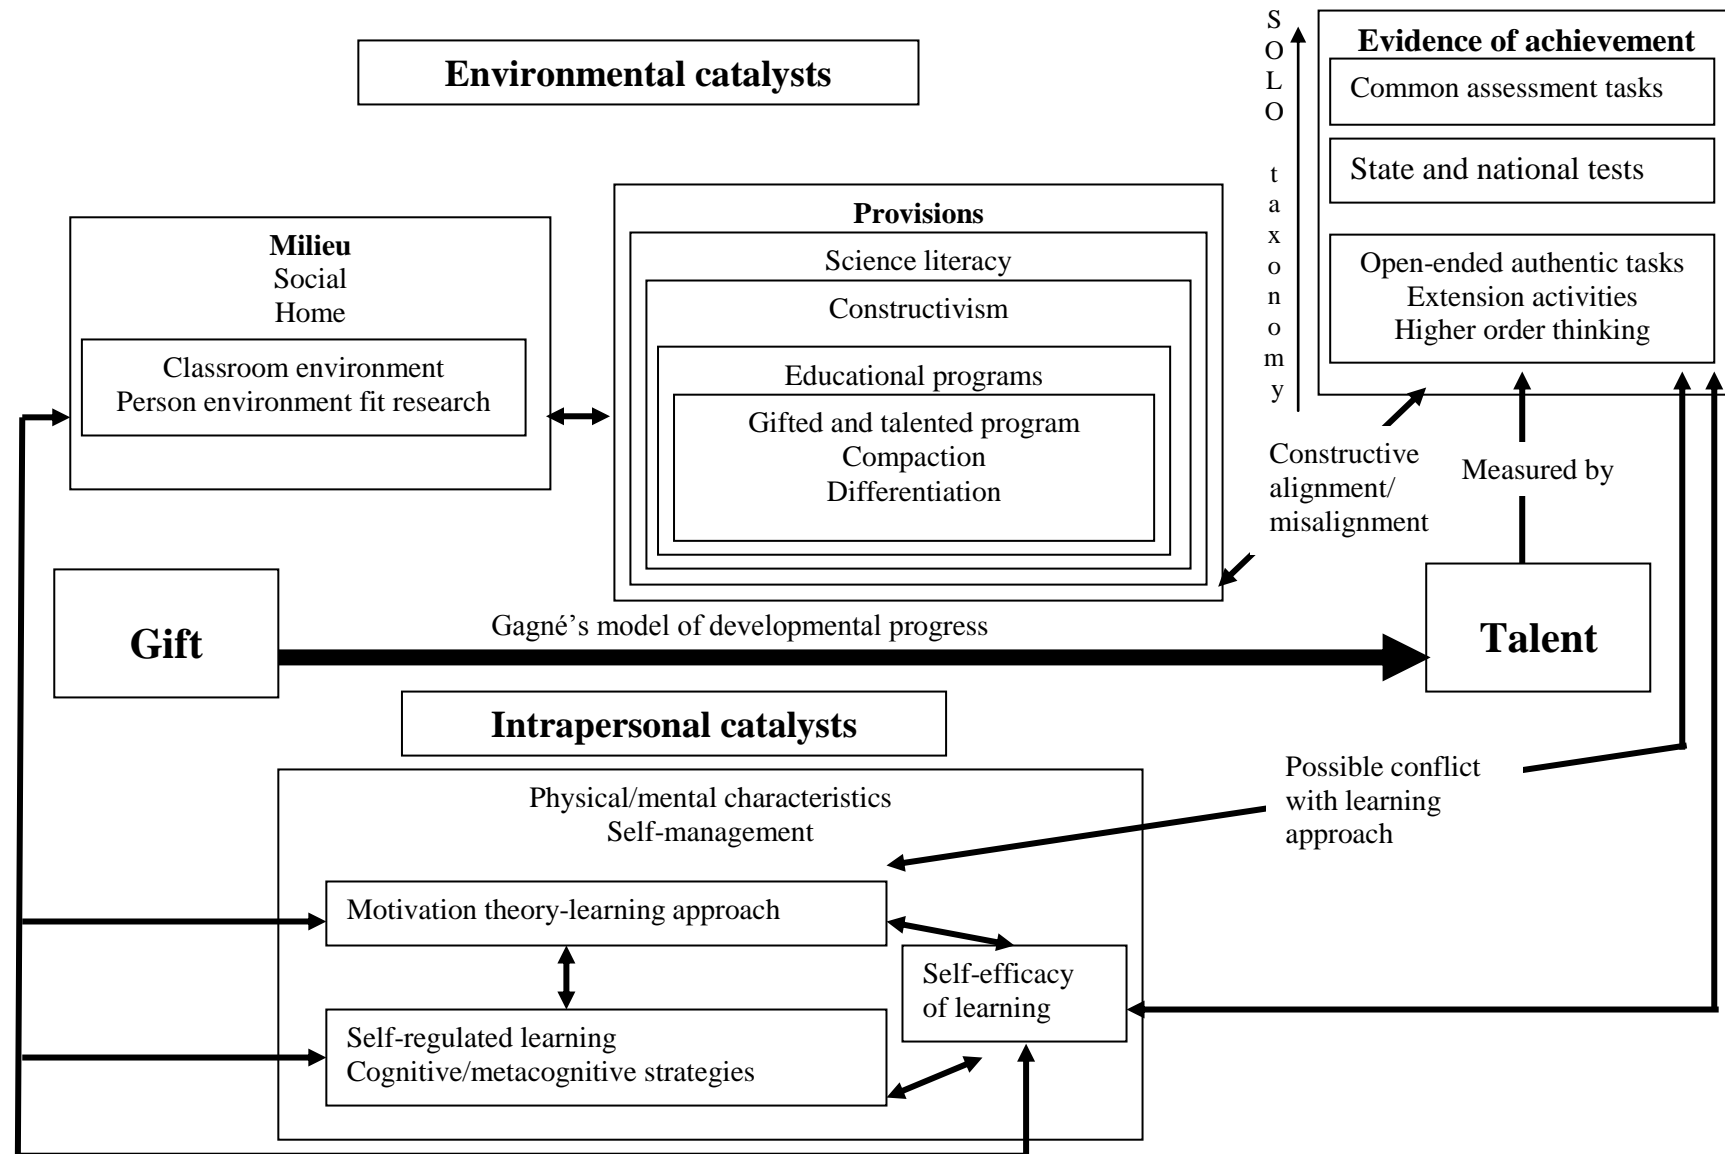 Environmental catalysts
SOLO taxonomy
Evidence of achievement
Common assessment tasks
State and national tests
Open-ended authentic tasks
Extension activities
Higher order thinking
Milieu
Social
Home
Classroom environment
Person environment fit research
Provisions
Science literacy
Constructivism
Educational programs
Gifted and talented program
Compaction
Differentiation
Constructive
alignment/
misalignment
Measured by
Gift
Gagné’s model of developmental progress
Talent
Intrapersonal catalysts
Physical/mental characteristics
Self-management
Possible conflict
with learning
approach
Motivation theory-learning approach
Self-efficacy
of learning
Self-regulated learning
Cognitive/metacognitive strategies